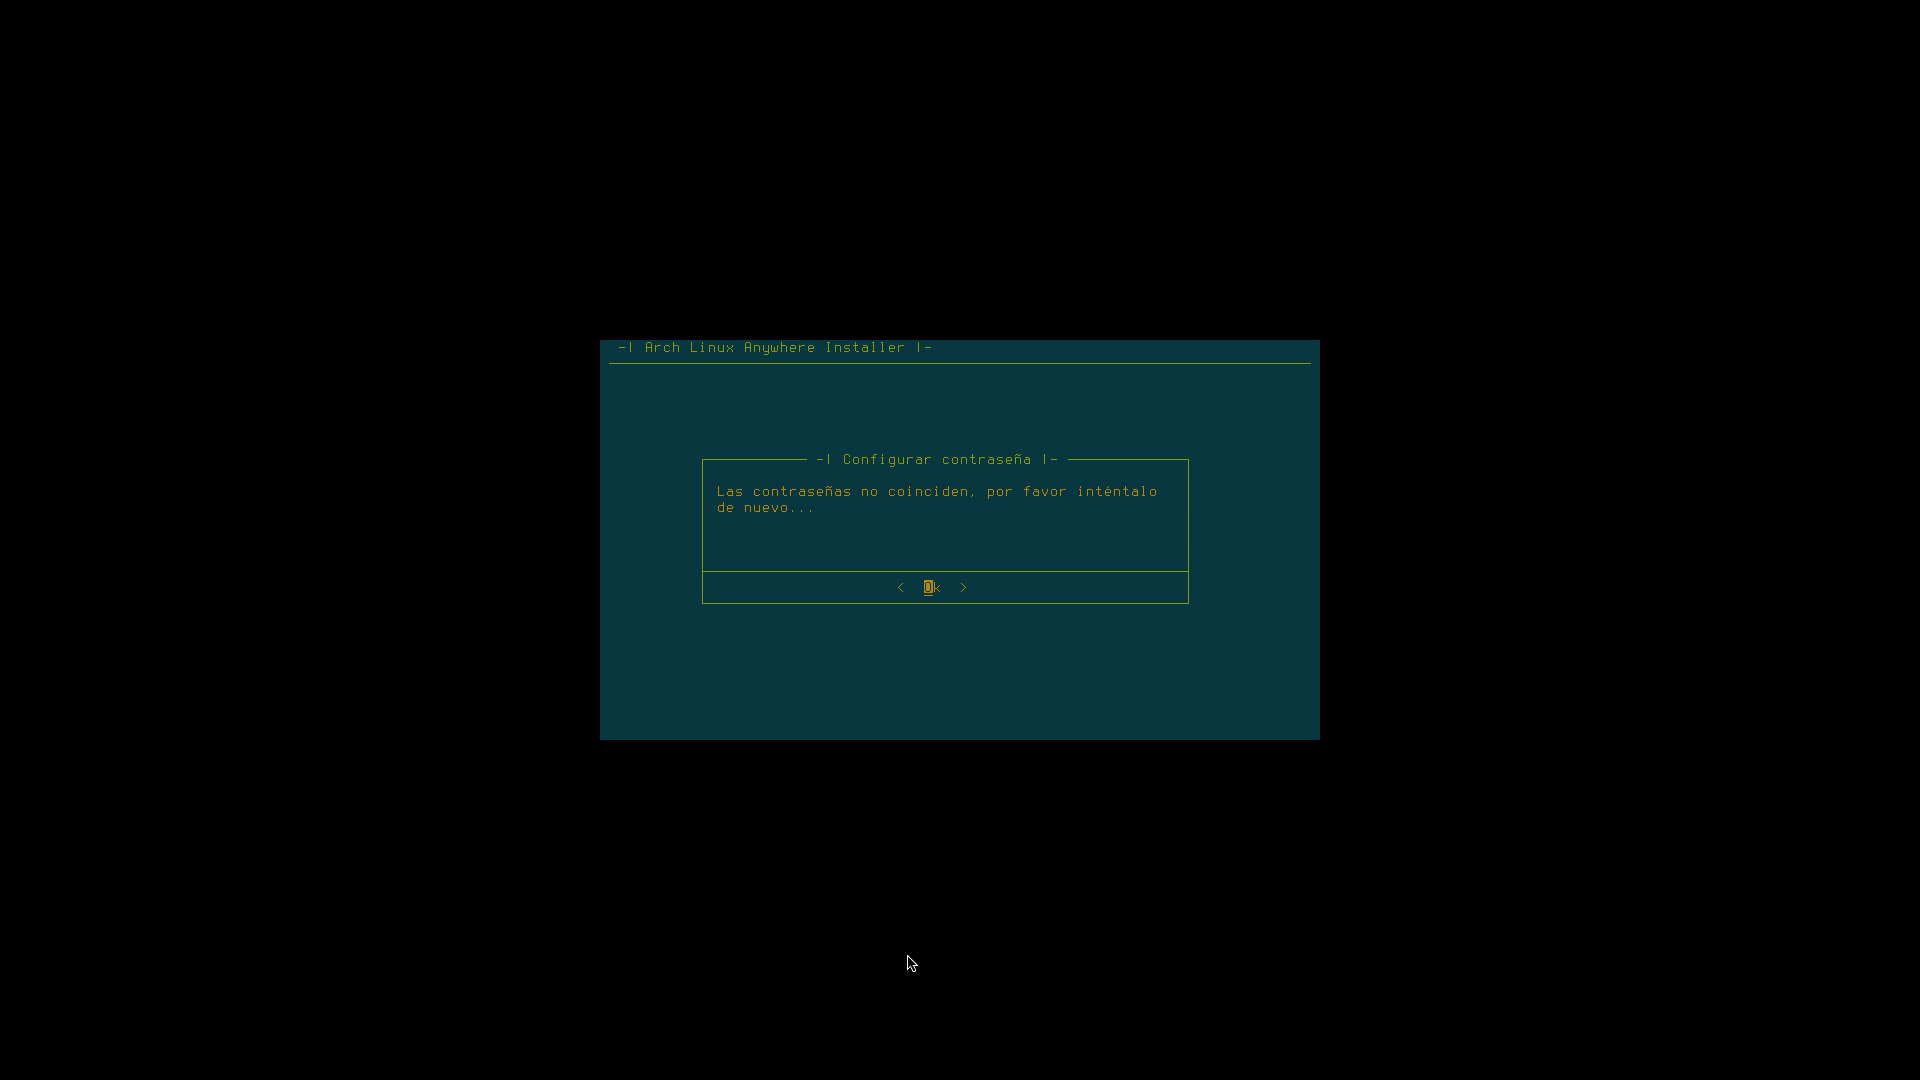 -| Arch Linux Anywhere Installer |-
-| Configurar contraseña |-
Las contraseñas no coinciden, por favor inténtalo
de nuevo...
< Ok >